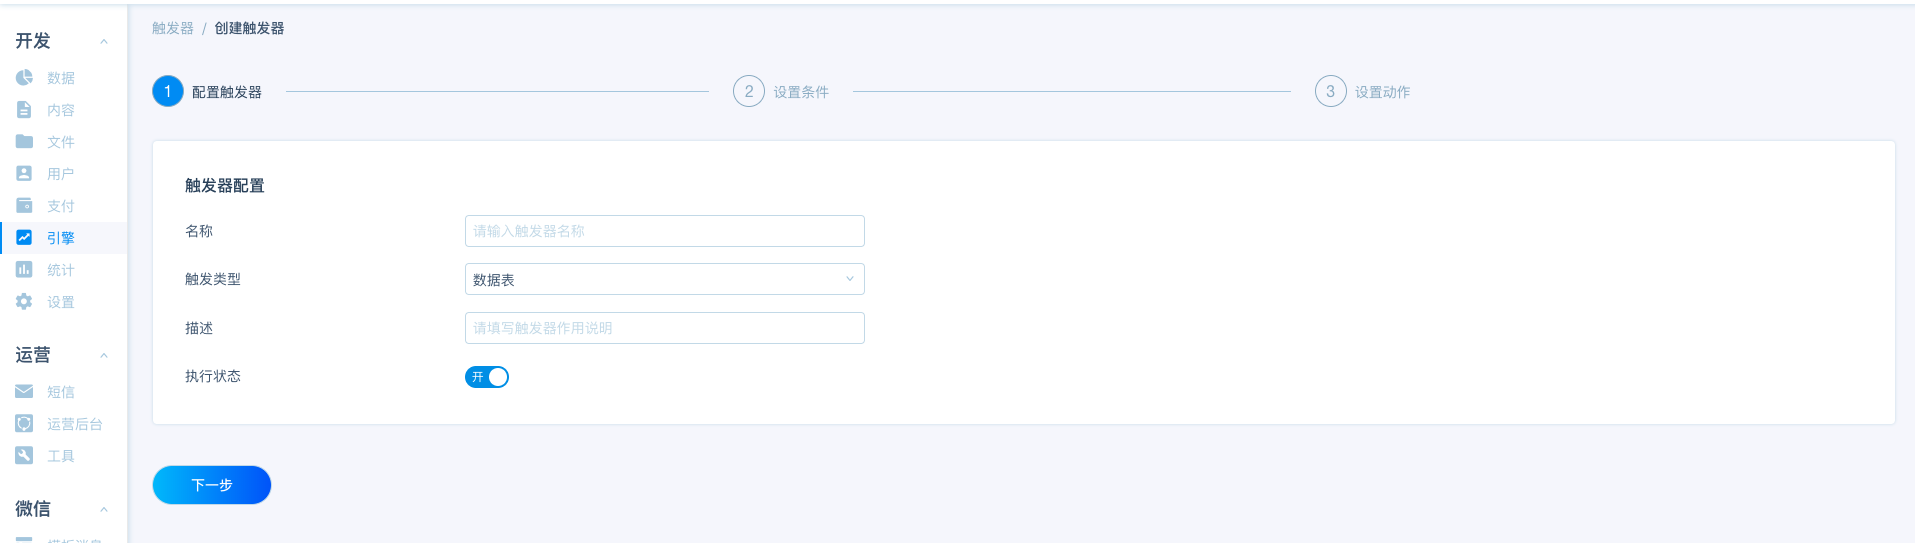 开发
数据
内容
文件
用户
支付
引擎
统计
设置
运营
短信
运营后台
工具
微信
触发器 / 创建触发器
1 配置触发器
2 设置条件
3 设置动作
触发器配置
名称
请输入触发器名称
触发类型
数据表
描述
请填写触发器作用说明
执行状态
开
下一步